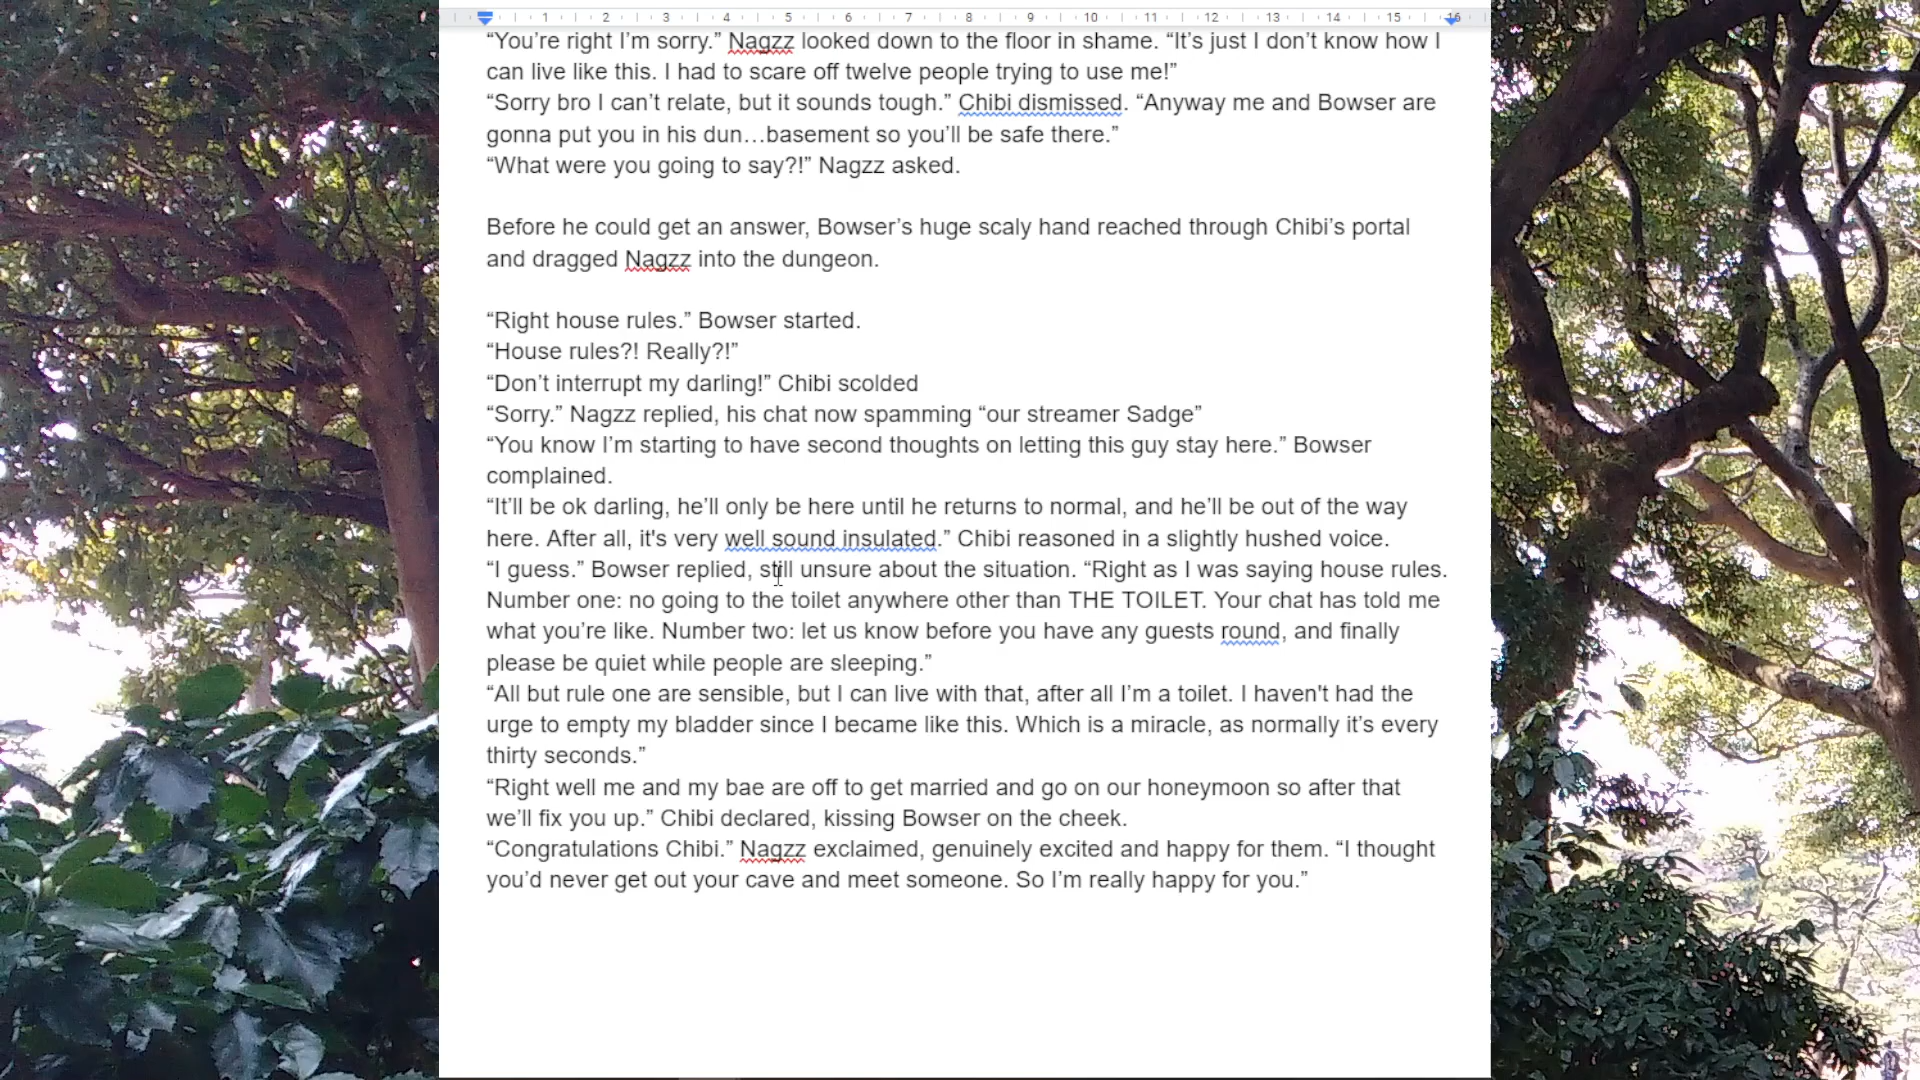 1 2 3 4 5 6 7 8 9 10 11 12 13 14 15 16
“You’re right I’m sorry.” Nagzz looked down to the floor in shame. “It’s just I don’t know how I
can live like this. I had to scare off twelve people trying to use me!”
“Sorry bro I can’t relate, but it sounds tough.” Chibi dismissed. “Anyway me and Bowser are
gonna put you in his dun…basement so you’ll be safe there.”
“What were you going to say?!” Nagzz asked.
Before he could get an answer, Bowser’s huge scaly hand reached through Chibi’s portal
and dragged Nagzz into the dungeon.
“Right house rules.” Bowser started.
“House rules?! Really?!”
“Don’t interrupt my darling!” Chibi scolded
“Sorry.” Nagzz replied, his chat now spamming “our streamer Sadge”
“You know I’m starting to have second thoughts on letting this guy stay here.” Bowser
complained.
“It’ll be ok darling, he’ll only be here until he returns to normal, and he’ll be out of the way
here. After all, it's very well sound insulated.” Chibi reasoned in a slightly hushed voice.
“I guess.” Bowser replied, still unsure about the situation. “Right as I was saying house rules.
Number one: no going to the toilet anywhere other than THE TOILET. Your chat has told me
what you’re like. Number two: let us know before you have any guests round, and finally
please be quiet while people are sleeping.”
“All but rule one are sensible, but I can live with that, after all I’m a toilet. I haven't had the
urge to empty my bladder since I became like this. Which is a miracle, as normally it’s every
thirty seconds.”
“Right well me and my bae are off to get married and go on our honeymoon so after that
we’ll fix you up.” Chibi declared, kissing Bowser on the cheek.
“Congratulations Chibi.” Nagzz exclaimed, genuinely excited and happy for them. “I thought
you’d never get out your cave and meet someone. So I’m really happy for you.”